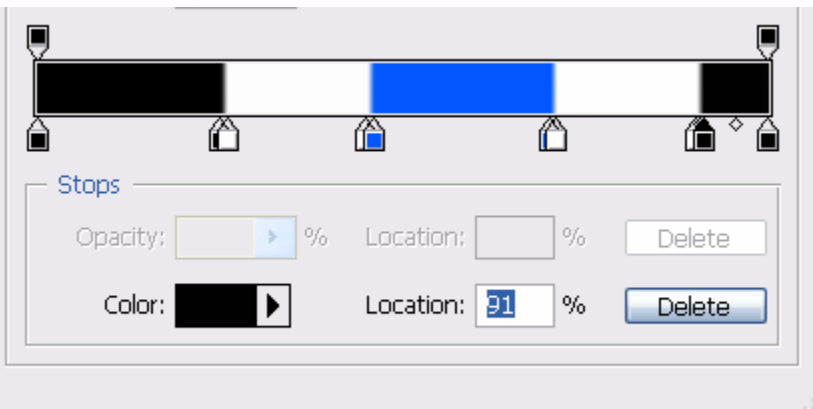 Stops
Opacity: % Location: % Delete
Color: Location: 91 % Delete